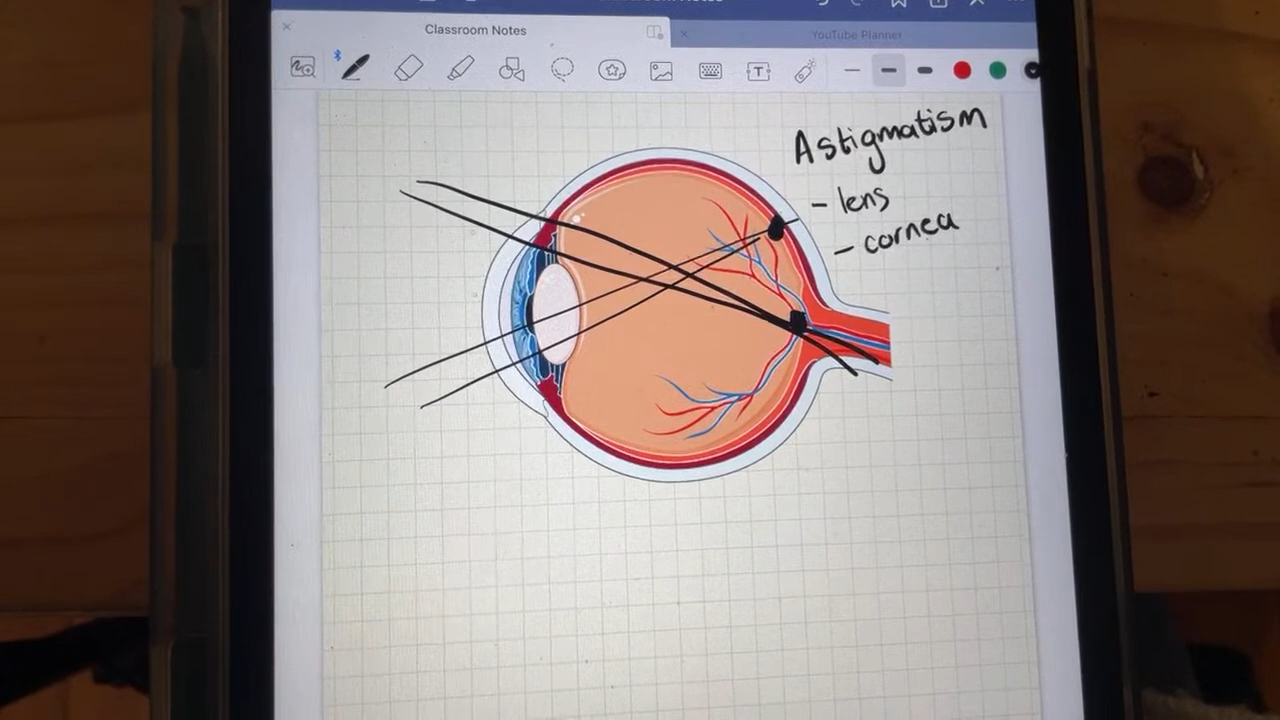 Classroom Notes
YouTube Planner
T
Astigmatism
- lens
- cornea